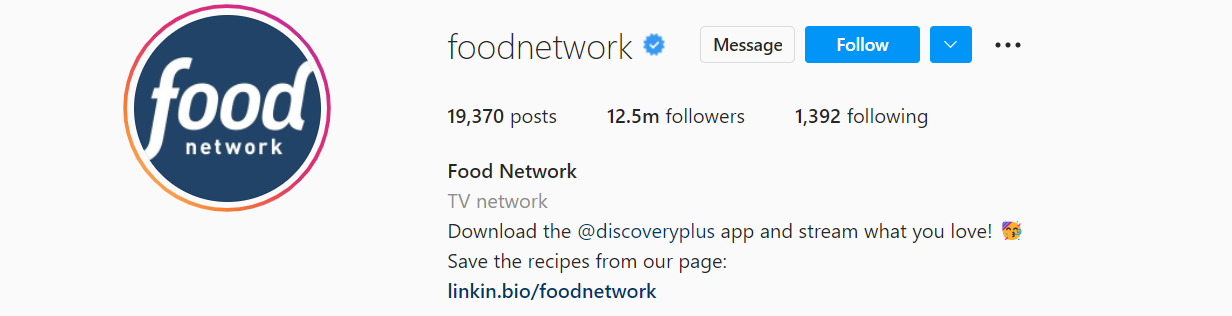 food
network
foodnetwork
Message
Follow
19,370 posts
12.5m followers
1,392 following
Food Network
TV network
Download the @discoveryplus app and stream what you love! 🥳
Save the recipes from our page:
linkin.bio/foodnetwork